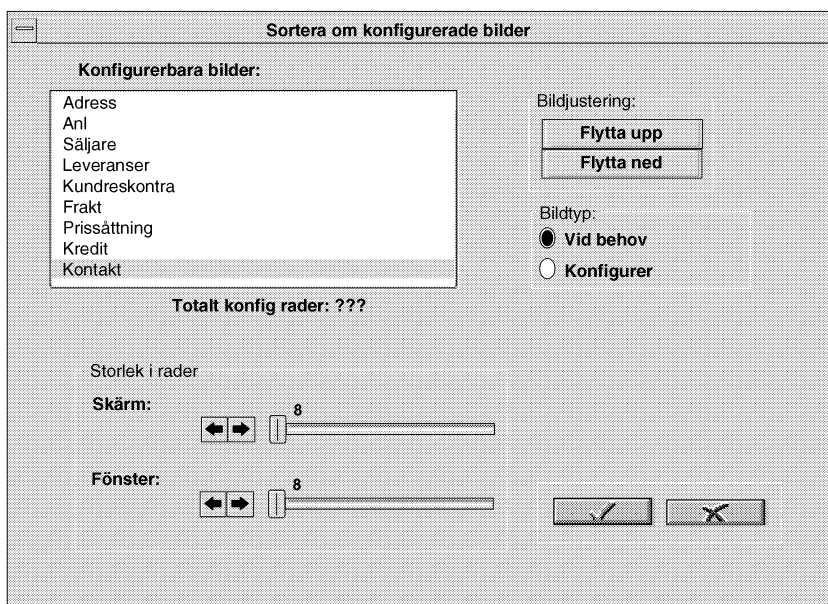 Sortera om konfigurerade bilder
Konfigurerbara bilder:
Adress
Anl
Säljare
Leveranser
Kundreskontra
Frakt
Prissåttning
Kredit
Kontakt
Totalt konfig rader: ???
Bildjustering:
Flytta upp
Flytta ned
Bildtyp:
Vid behov
Konfigurer
Storlek i rader
Skärm:
8
Fönster:
8